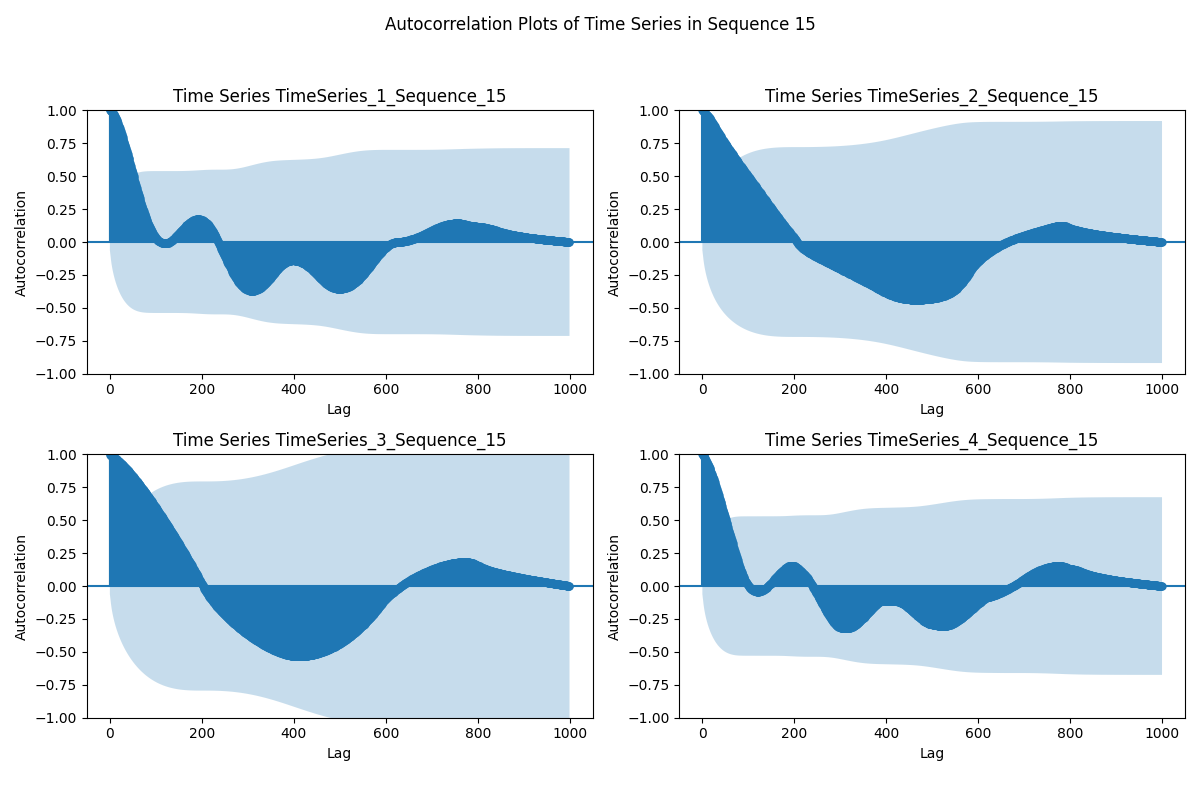 Autocorrelation Plots of Time Series in Sequence 15
Time Series TimeSeries_1_Sequence_15
Autocorrelation
1.00
0.75
0.50
0.25
0.00
−0.25
−0.50
−0.75
−1.00
0 200 400 600 800 1000
Lag
Time Series TimeSeries_2_Sequence_15
Autocorrelation
1.00
0.75
0.50
0.25
0.00
−0.25
−0.50
−0.75
−1.00
0 200 400 600 800 1000
Lag
Time Series TimeSeries_3_Sequence_15
Autocorrelation
1.00
0.75
0.50
0.25
0.00
−0.25
−0.50
−0.75
−1.00
0 200 400 600 800 1000
Lag
Time Series TimeSeries_4_Sequence_15
Autocorrelation
1.00
0.75
0.50
0.25
0.00
−0.25
−0.50
−0.75
−1.00
0 200 400 600 800 1000
Lag